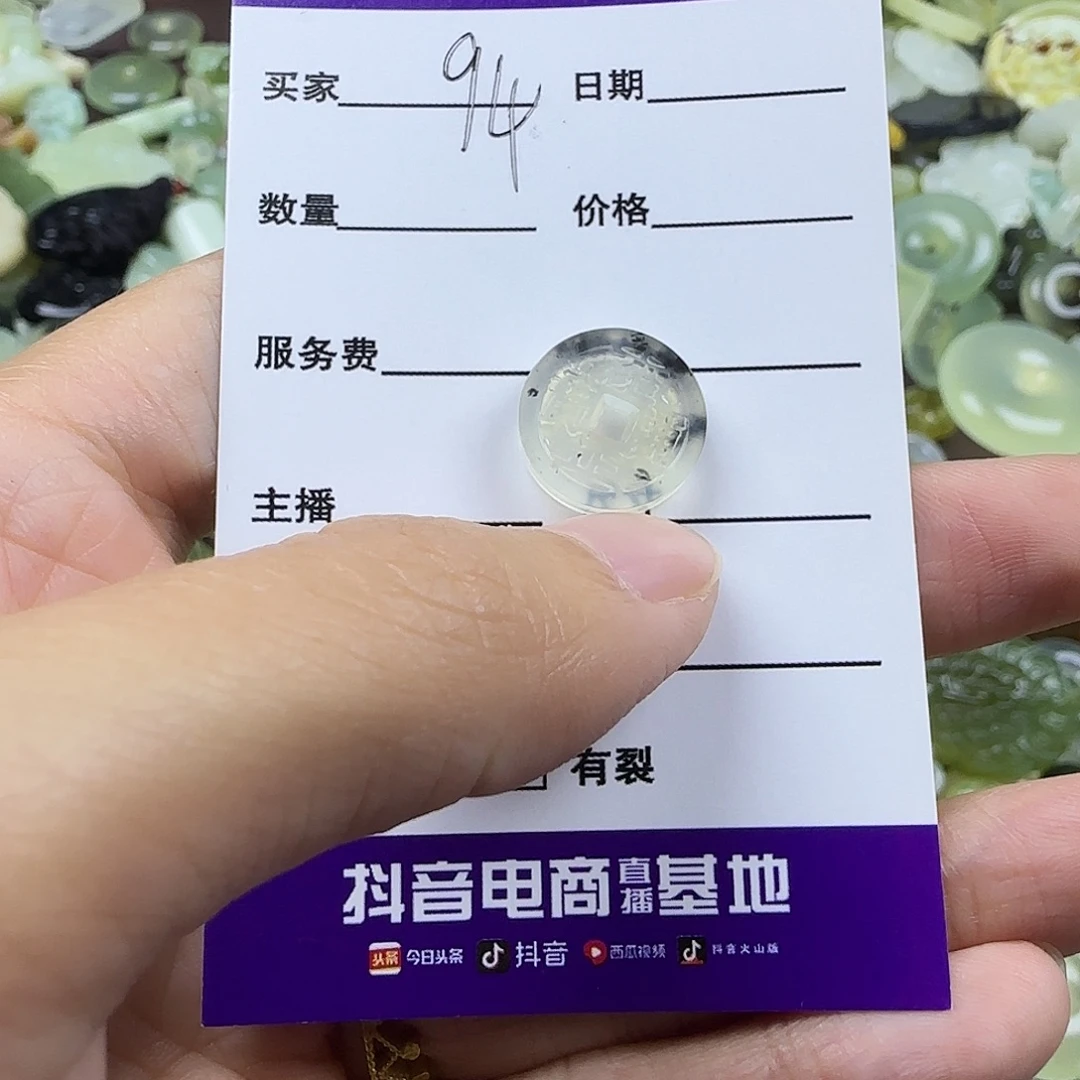 买家 94 日期
数量 价格
服务费
主播
有裂
抖音电商直播基地
头条 今日头条 抖音 西瓜视频 抖音火山版